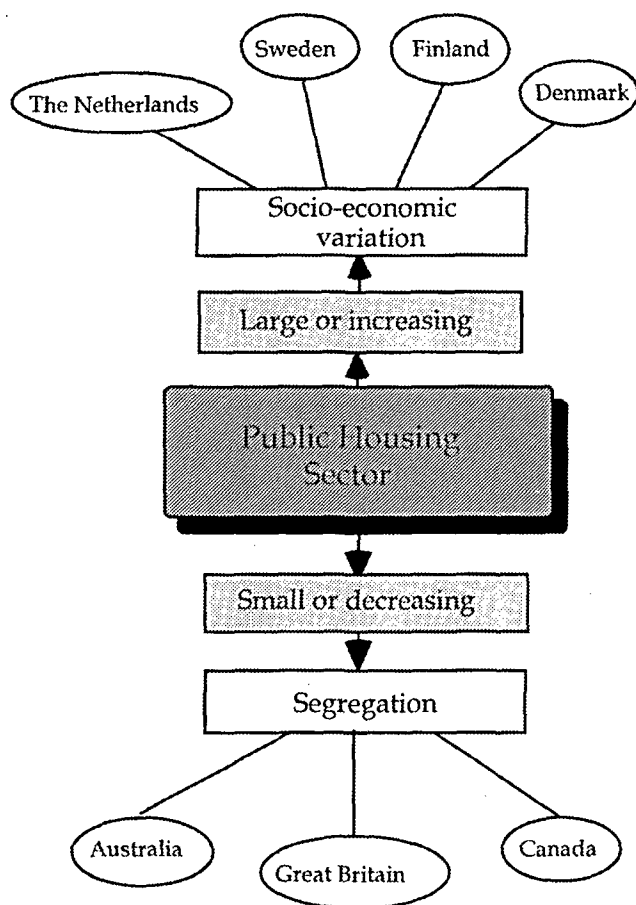 Sweden
Finland
The Netherlands
Denmark
Socio-economic
variation
Large or increasing
Public Housing
Sector
Small or decreasing
Segregation
Australia
Great Britain
Canada